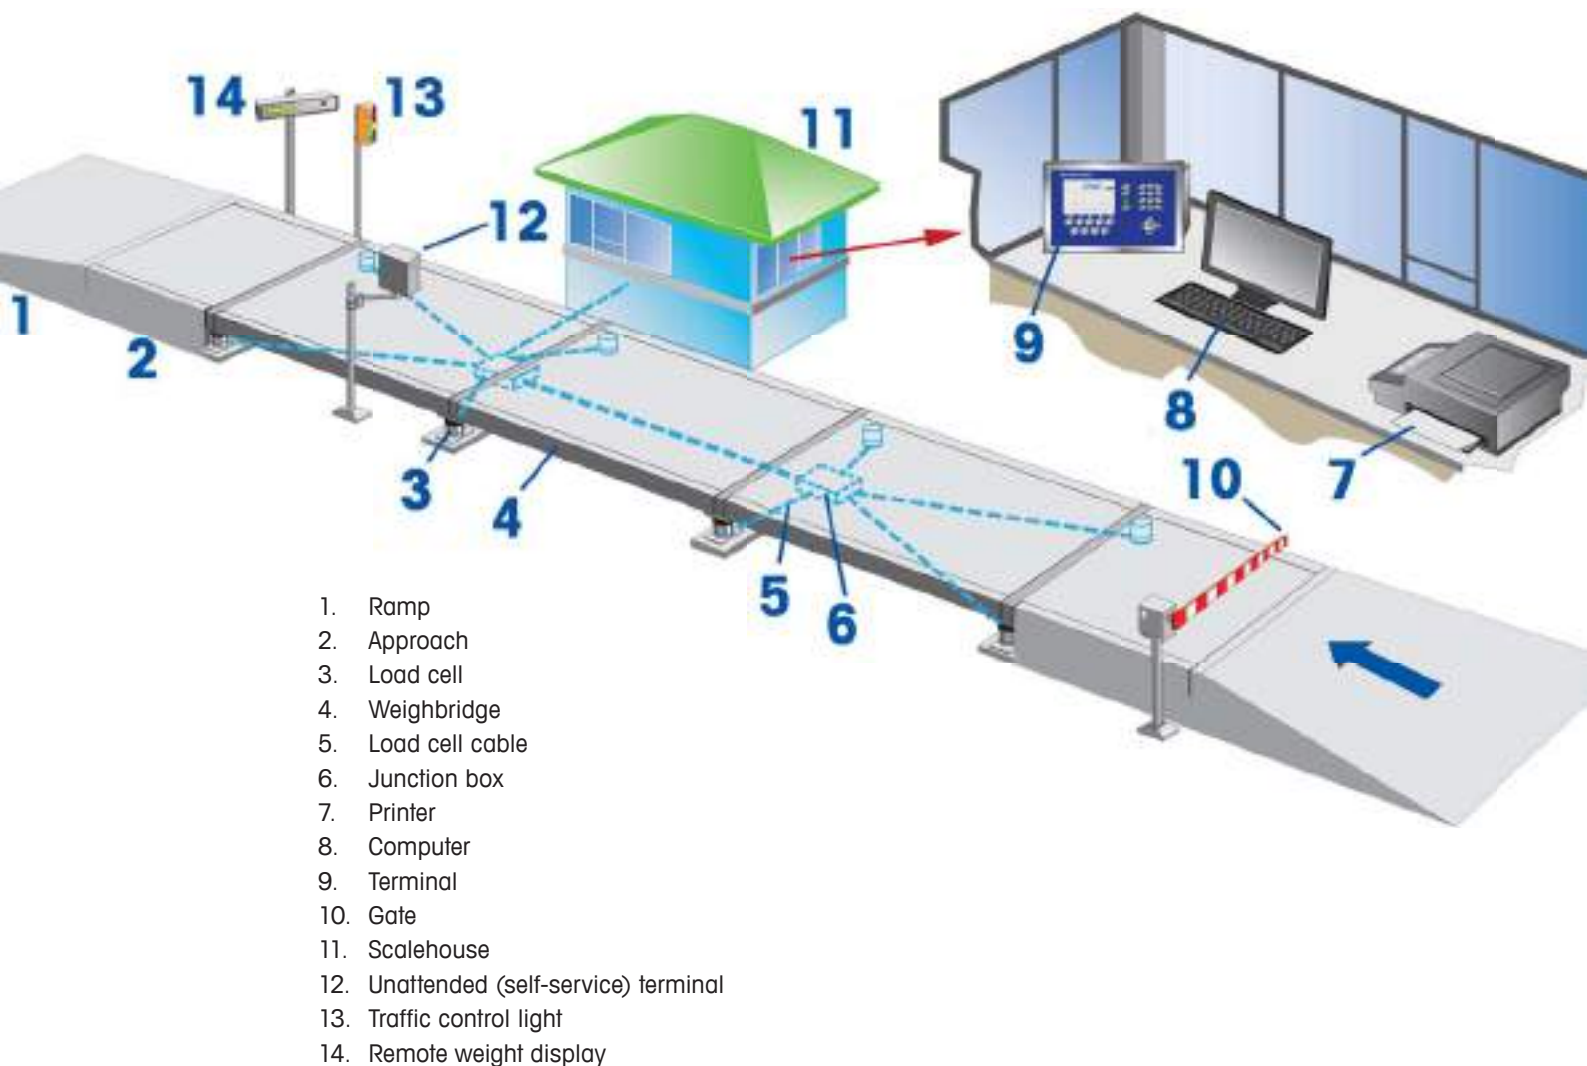 14
13
11
12
1
2
9
8
3
10
7
4
5
6
1. Ramp
2. Approach
3. Load cell
4. Weighbridge
5. Load cell cable
6. Junction box
7. Printer
8. Computer
9. Terminal
10. Gate
11. Scalehouse
12. Unattended (self-service) terminal
13. Traffic control light
14. Remote weight display